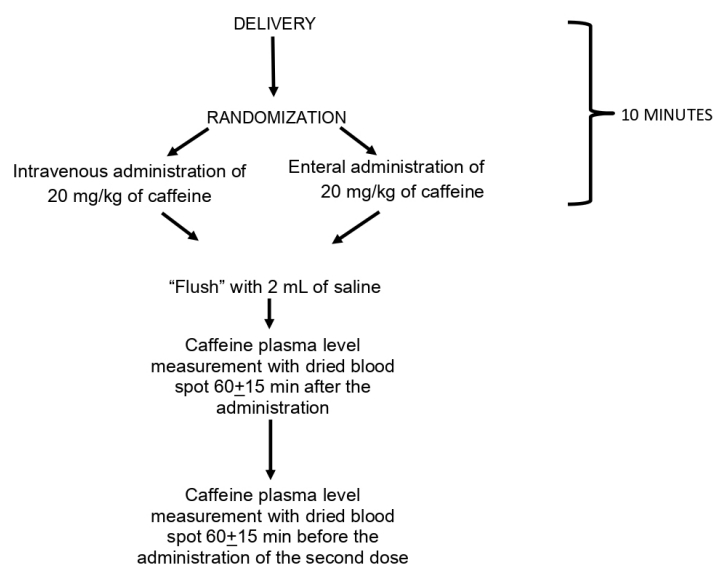 DELIVERY
10 MINUTES
RANDOMIZATION
Intravenous administration of
20 mg/kg of caffeine
Enteral administration of
20 mg/kg of caffeine
“Flush” with 2 mL of saline
Caffeine plasma level
measurement with dried blood
spot 60±15 min after the
administration
Caffeine plasma level
measurement with dried blood
spot 60±15 min before the
administration of the second dose